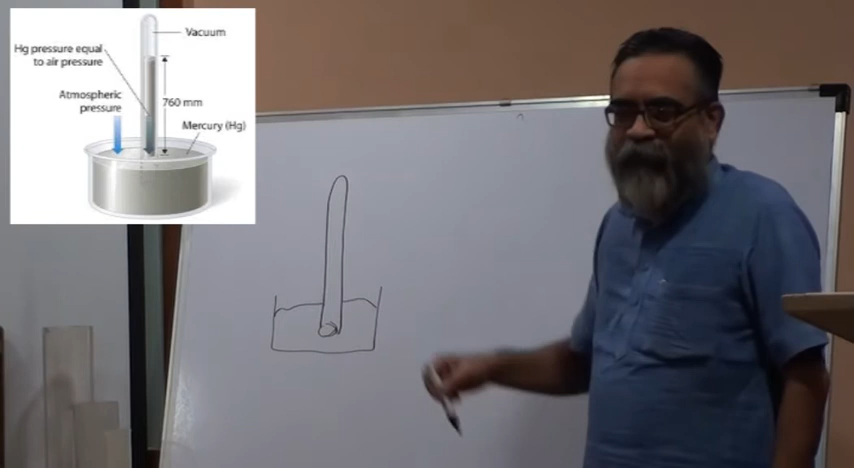 Vacuum
Hg pressure equal
to air pressure
Atmospheric
pressure
760 mm
Mercury (Hg)